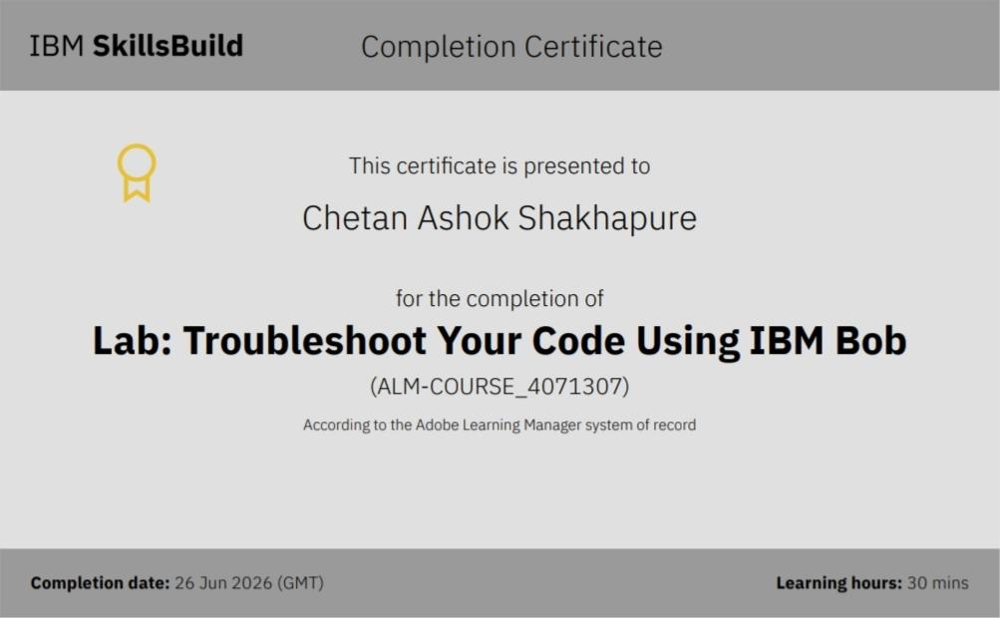 IBM SkillsBuild
Completion Certificate
This certificate is presented to
Chetan Ashok Shakhapure
for the completion of
Lab: Troubleshoot Your Code Using IBM Bob
(ALM-COURSE_4071307)
According to the Adobe Learning Manager system of record
Completion date: 26 Jun 2026 (GMT)
Learning hours: 30 mins